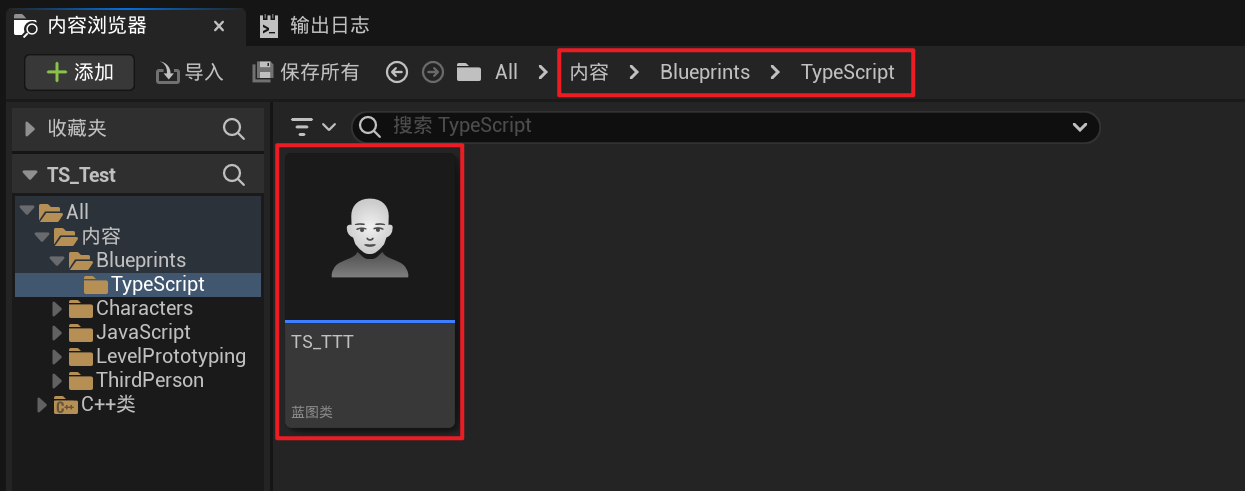 内容浏览器
输出日志
添加
导入
保存所有
All
内容
Blueprints
TypeScript
收藏夹
搜索 TypeScript
TS_Test
All
内容
Blueprints
TypeScript
Characters
JavaScript
LevelPrototyping
ThirdPerson
C++
C++类
TS_TTT
蓝图类